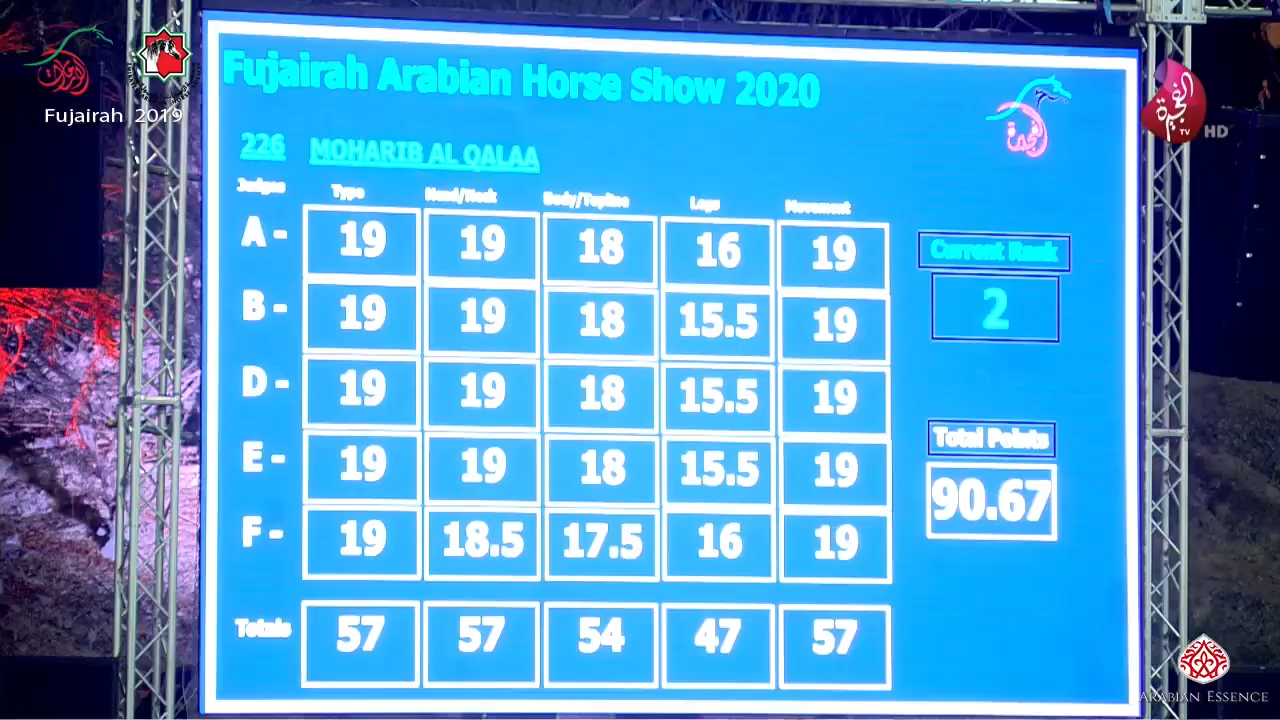 Fujairah Arabian Horse Show 2020
Fujairah 2019
الفجيرة
TV HD
226 MOHARIB AL QALAA
Judges Type Head/Neck Body/Topline Legs Movement
A - 19 19 18 16 19
B - 19 19 18 15.5 19
D - 19 19 18 15.5 19
E - 19 19 18 15.5 19
F - 19 18.5 17.5 16 19
Totals 57 57 54 47 57
Current Rank
2
Total Points
90.67
ARABIAN ESSENCE